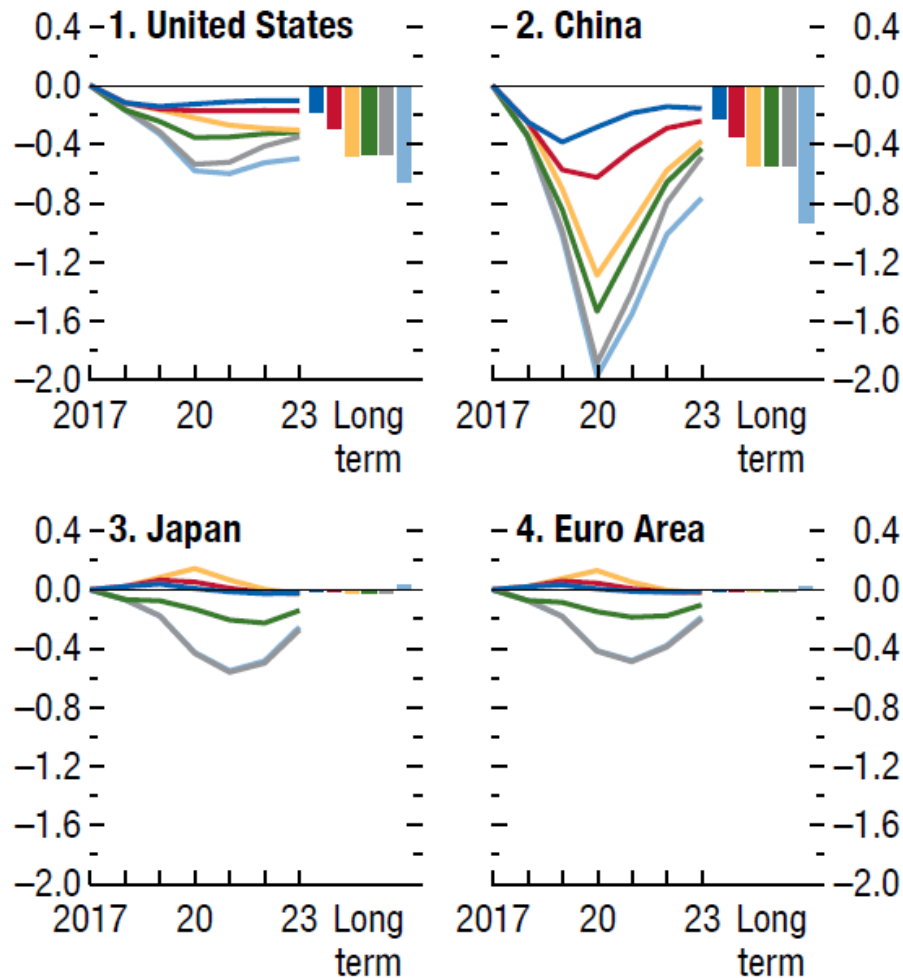 1. United States
0.4
0.0
–0.4
–0.8
–1.2
–1.6
–2.0
2017 20 23 Long
term
2. China
0.4
0.0
–0.4
–0.8
–1.2
–1.6
–2.0
2017 20 23 Long
term
3. Japan
0.4
0.0
–0.4
–0.8
–1.2
–1.6
–2.0
2017 20 23 Long
term
4. Euro Area
0.4
0.0
–0.4
–0.8
–1.2
–1.6
–2.0
2017 20 23 Long
term